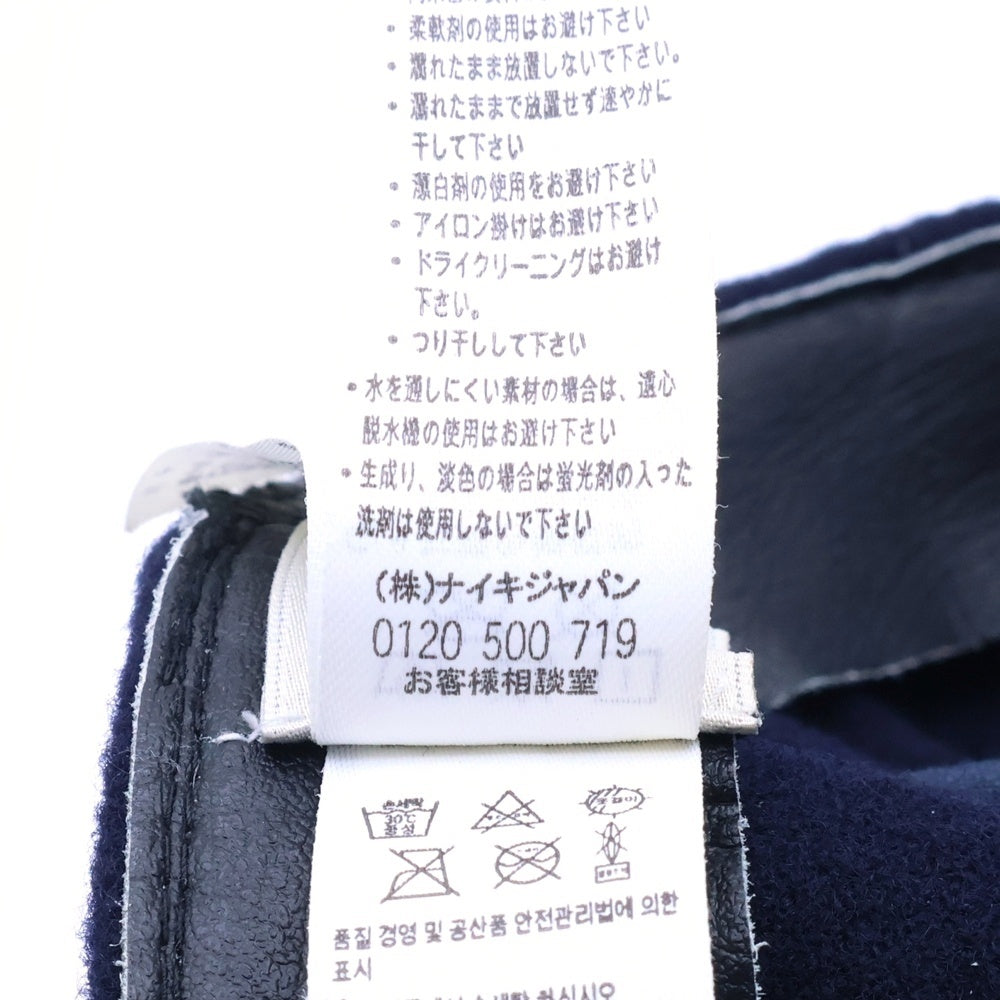 ・柔軟剤の使用はお避け下さい
・濡れたまま放置しないで下さい。
・濡れたままで放置せず速やかに
干して下さい
・漂白剤の使用をお避け下さい
・アイロン掛けはお避け下さい
・ドライクリーニングはお避け
下さい。
・つり干しして下さい
・水を通しにくい素材の場合は、遠心
脱水機の使用はお避け下さい
・生成り、淡色の場合は蛍光剤の入った
洗剤は使用しないで下さい
(株)ナイキジャパン
0120 500 719
お客様相談室
손세탁
30℃
중성
품질 경영 및 공산품 안전관리법에 의한
표시